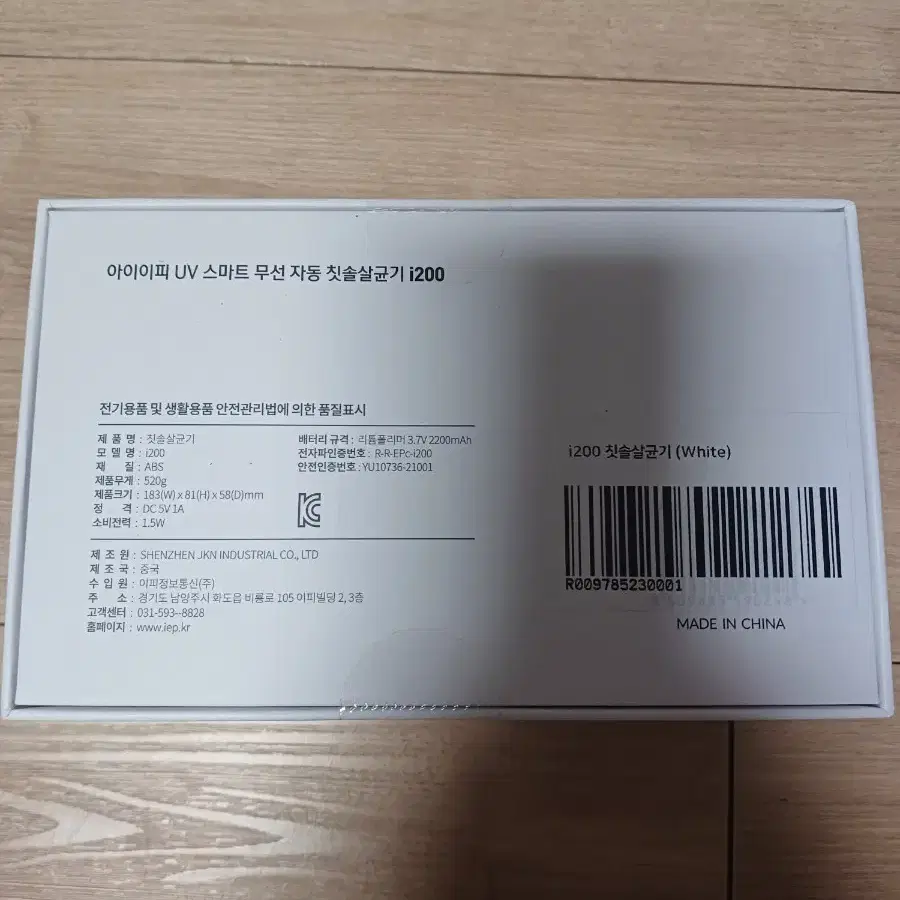 아이이피 UV 스마트 무선 자동 칫솔살균기 i200
전기용품 및 생활용품 안전관리법에 의한 품질표시
제 품 명 : 칫솔살균기
모 델 명 : i200
재 질 : ABS
제품무게 : 520g
제품크기 : 183(W) x 81(H) x 58(D)mm
정 격 : DC 5V 1A
소비전력 : 1.5W
배터리 규격 : 리튬폴리머 3.7V 2200mAh
전자파인증번호 : R-R-EPc-i200
안전인증번호 : YU10736-21001
제 조 원 : SHENZHEN JKN INDUSTRIAL CO., LTD
제 조 국 : 중국
수 입 원 : 이피정보통신(주)
주 소 : 경기도 남양주시 화도읍 비룡로 105 이피빌딩 2, 3층
고객센터 : 031-593--8828
홈페이지 : www.iep.kr
i200 칫솔살균기 (White)
R009785230001
MADE IN CHINA